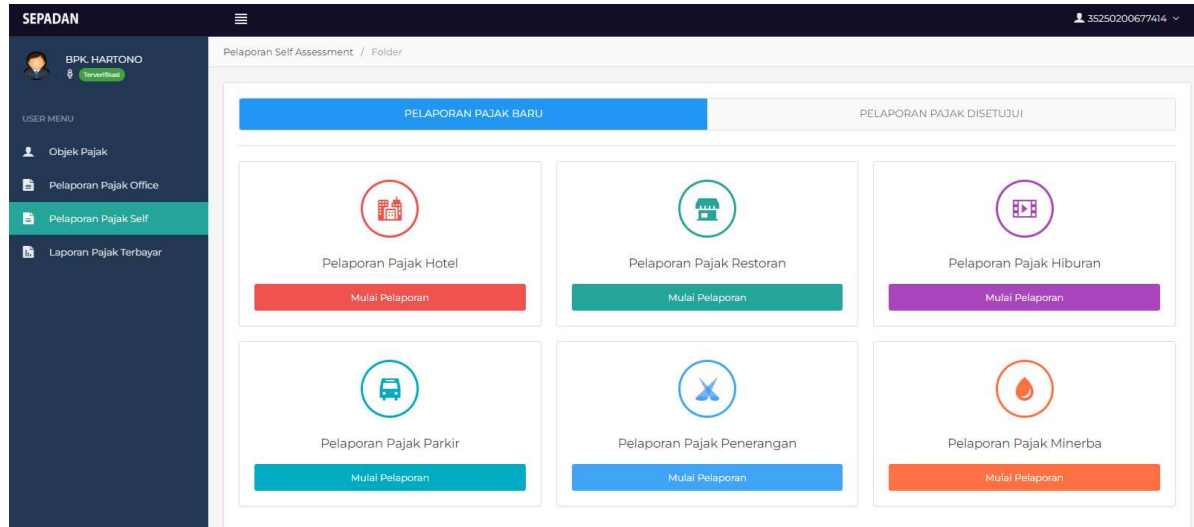 SEPADAN
35250200677414
BPK. HARTONO
Terverifikasi
USER MENU
Objek Pajak
Pelaporan Pajak Office
Pelaporan Pajak Self
Laporan Pajak Terbayar
Pelaporan Self Assessment / Folder
PELAPORAN PAJAK BARU
PELAPORAN PAJAK DISETUJUI
Pelaporan Pajak Hotel
Mulai Pelaporan
Pelaporan Pajak Restoran
Mulai Pelaporan
Pelaporan Pajak Hiburan
Mulai Pelaporan
Pelaporan Pajak Parkir
Mulai Pelaporan
Pelaporan Pajak Penerangan
Mulai Pelaporan
Pelaporan Pajak Minerba
Mulai Pelaporan